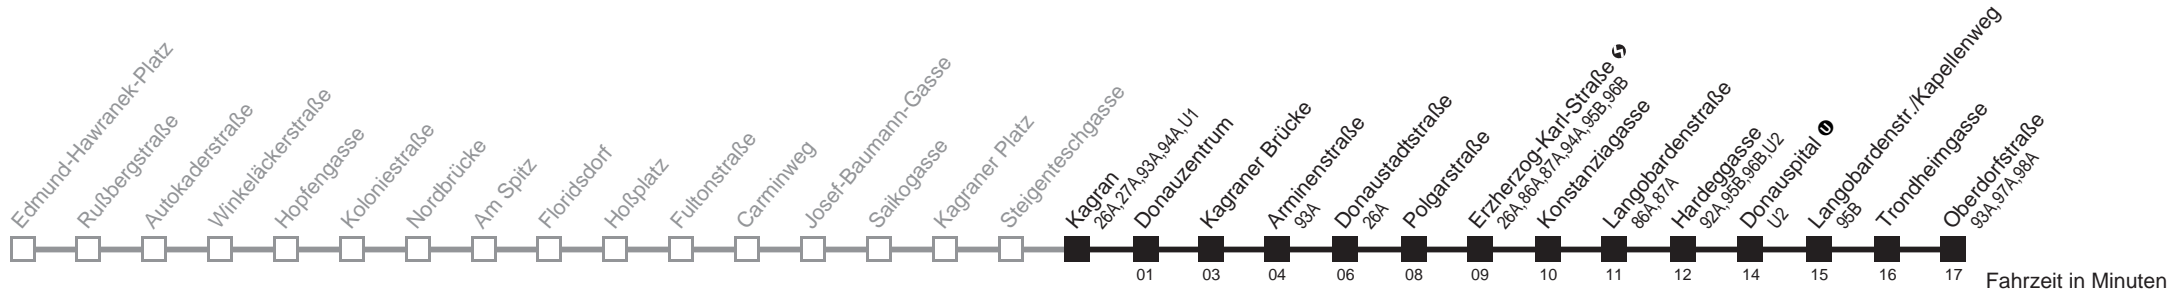 Edmund-Hawranek-Platz
Rußbergstraße
Autokaderstraße
Winkeläckerstraße
Hopfengasse
Koloniestraße
Nordbrücke
Am Spitz
Floridsdorf
Hoßplatz
Fultonstraße
Carminweg
Josef-Baumann-Gasse
Saikogasse
Kagraner Platz
Steigenteschgasse
Kagran
26A,27A,93A,94A,U1
Donauzentrum
Kagraner Brücke
Arminenstraße
93A
Donaustadtstraße
26A
Polgarstraße
Erzherzog-Karl-Straße S
26A,86A,87A,94A,95B,96B
Konstanziagasse
Langobardenstraße
86A,87A
Hardeggasse
92A,95B,96B,U2
Donauspital U
U2
Langobardenstr./Kapellenweg
95B
Trondheimgasse
Oberdorfstraße
93A,97A,98A
01 03 04 06 08 09 10 11 12 14 15 16 17 Fahrzeit in Minuten